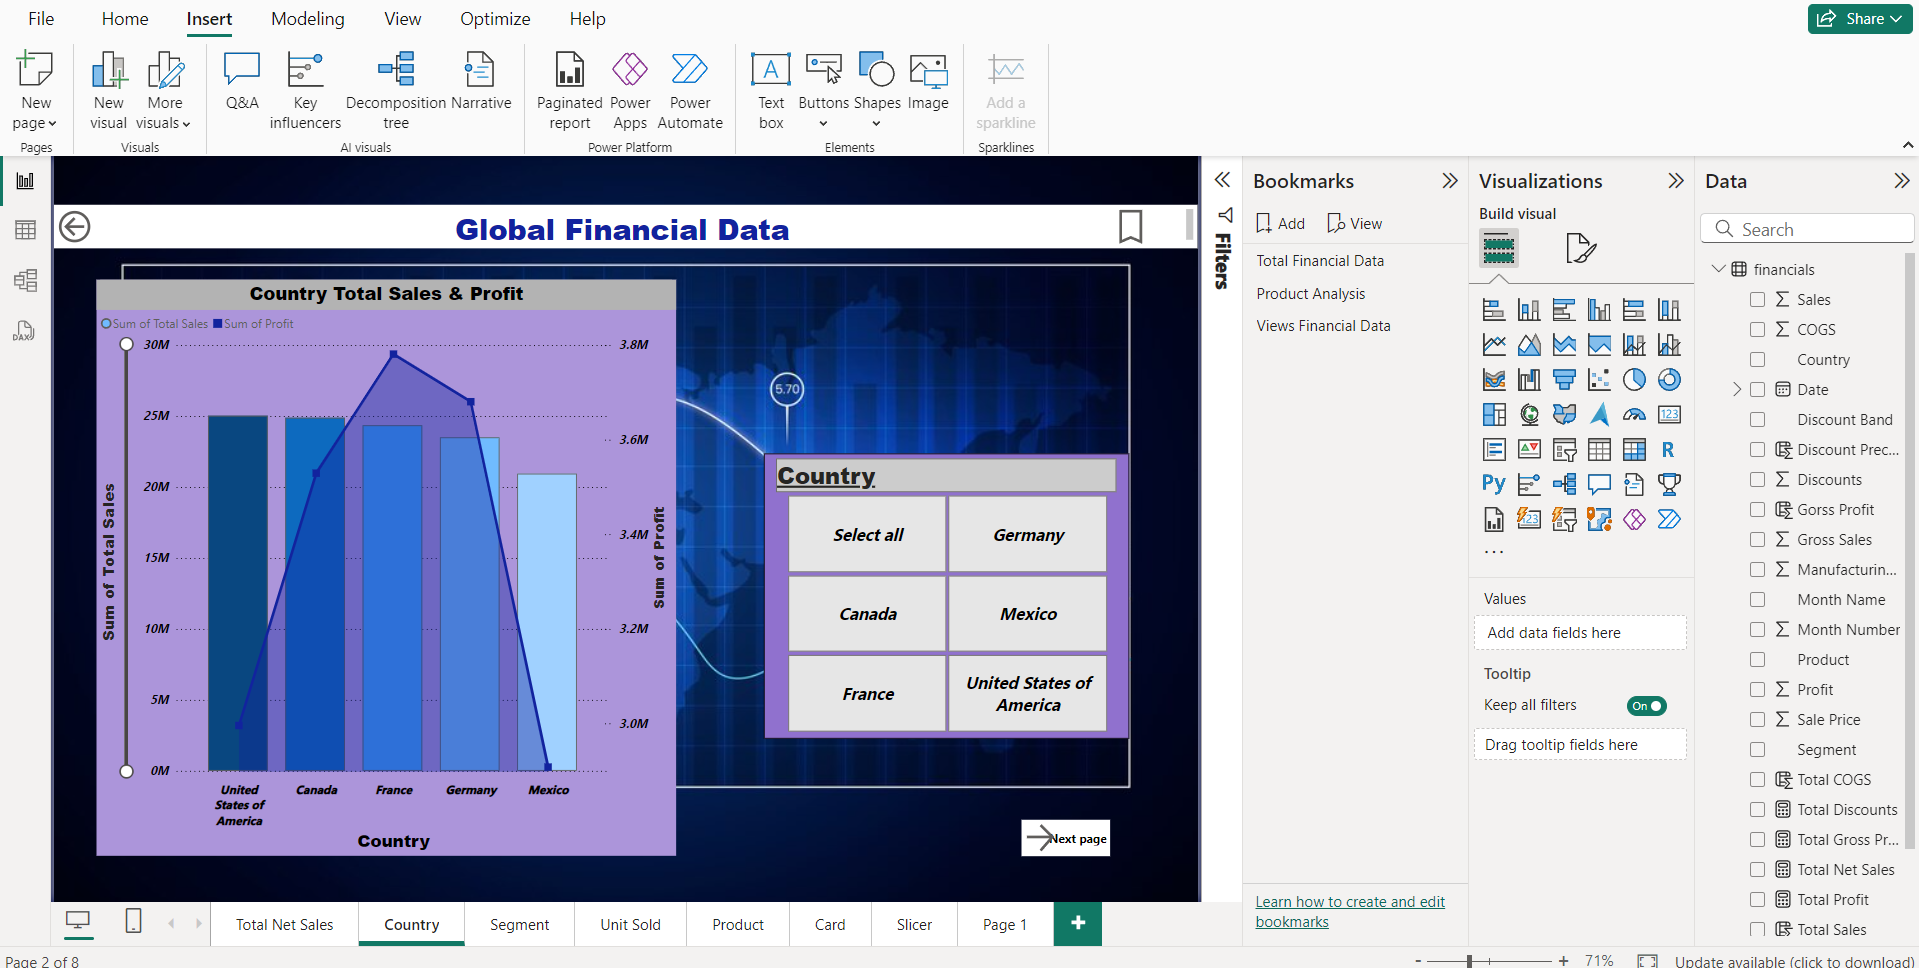 File Home Insert Modeling View Optimize Help Share
New page
New visual
More visuals
Q&A
Key influencers
Decomposition tree
Narrative
Paginated report
Power Apps
Power Automate
Text box
Buttons
Shapes
Image
Add a sparkline
Pages Visuals AI visuals Power Platform Elements Sparklines
DAX
Global Financial Data
Country Total Sales & Profit
Sum of Total Sales Sum of Profit
30M
25M
20M
15M
10M
5M
0M
Sum of Total Sales
3.8M
3.6M
3.4M
3.2M
3.0M
Sum of Profit
United States of America
Canada
France
Germany
Mexico
Country
5.70
Country
Select all Germany
Canada Mexico
France United States of America
Next page
Filters
Bookmarks
Add View
Total Financial Data
Product Analysis
Views Financial Data
Learn how to create and edit
bookmarks
Visualizations
Build visual
123
R
Py
123
...
Values
Add data fields here
Tooltip
Keep all filters On
Drag tooltip fields here
Data
Search
financials
Sales
COGS
Country
Date
Discount Band
Discount Prec...
Discounts
Gorss Profit
Gross Sales
Manufacturin...
Month Name
Month Number
Product
Profit
Sale Price
Segment
Total COGS
Total Discounts
Total Gross Pr...
Total Net Sales
Total Profit
Total Sales
Total Net Sales Country Segment Unit Sold Product Card Slicer Page 1 +
Page 2 of 8
- + 71% Update available (click to download)